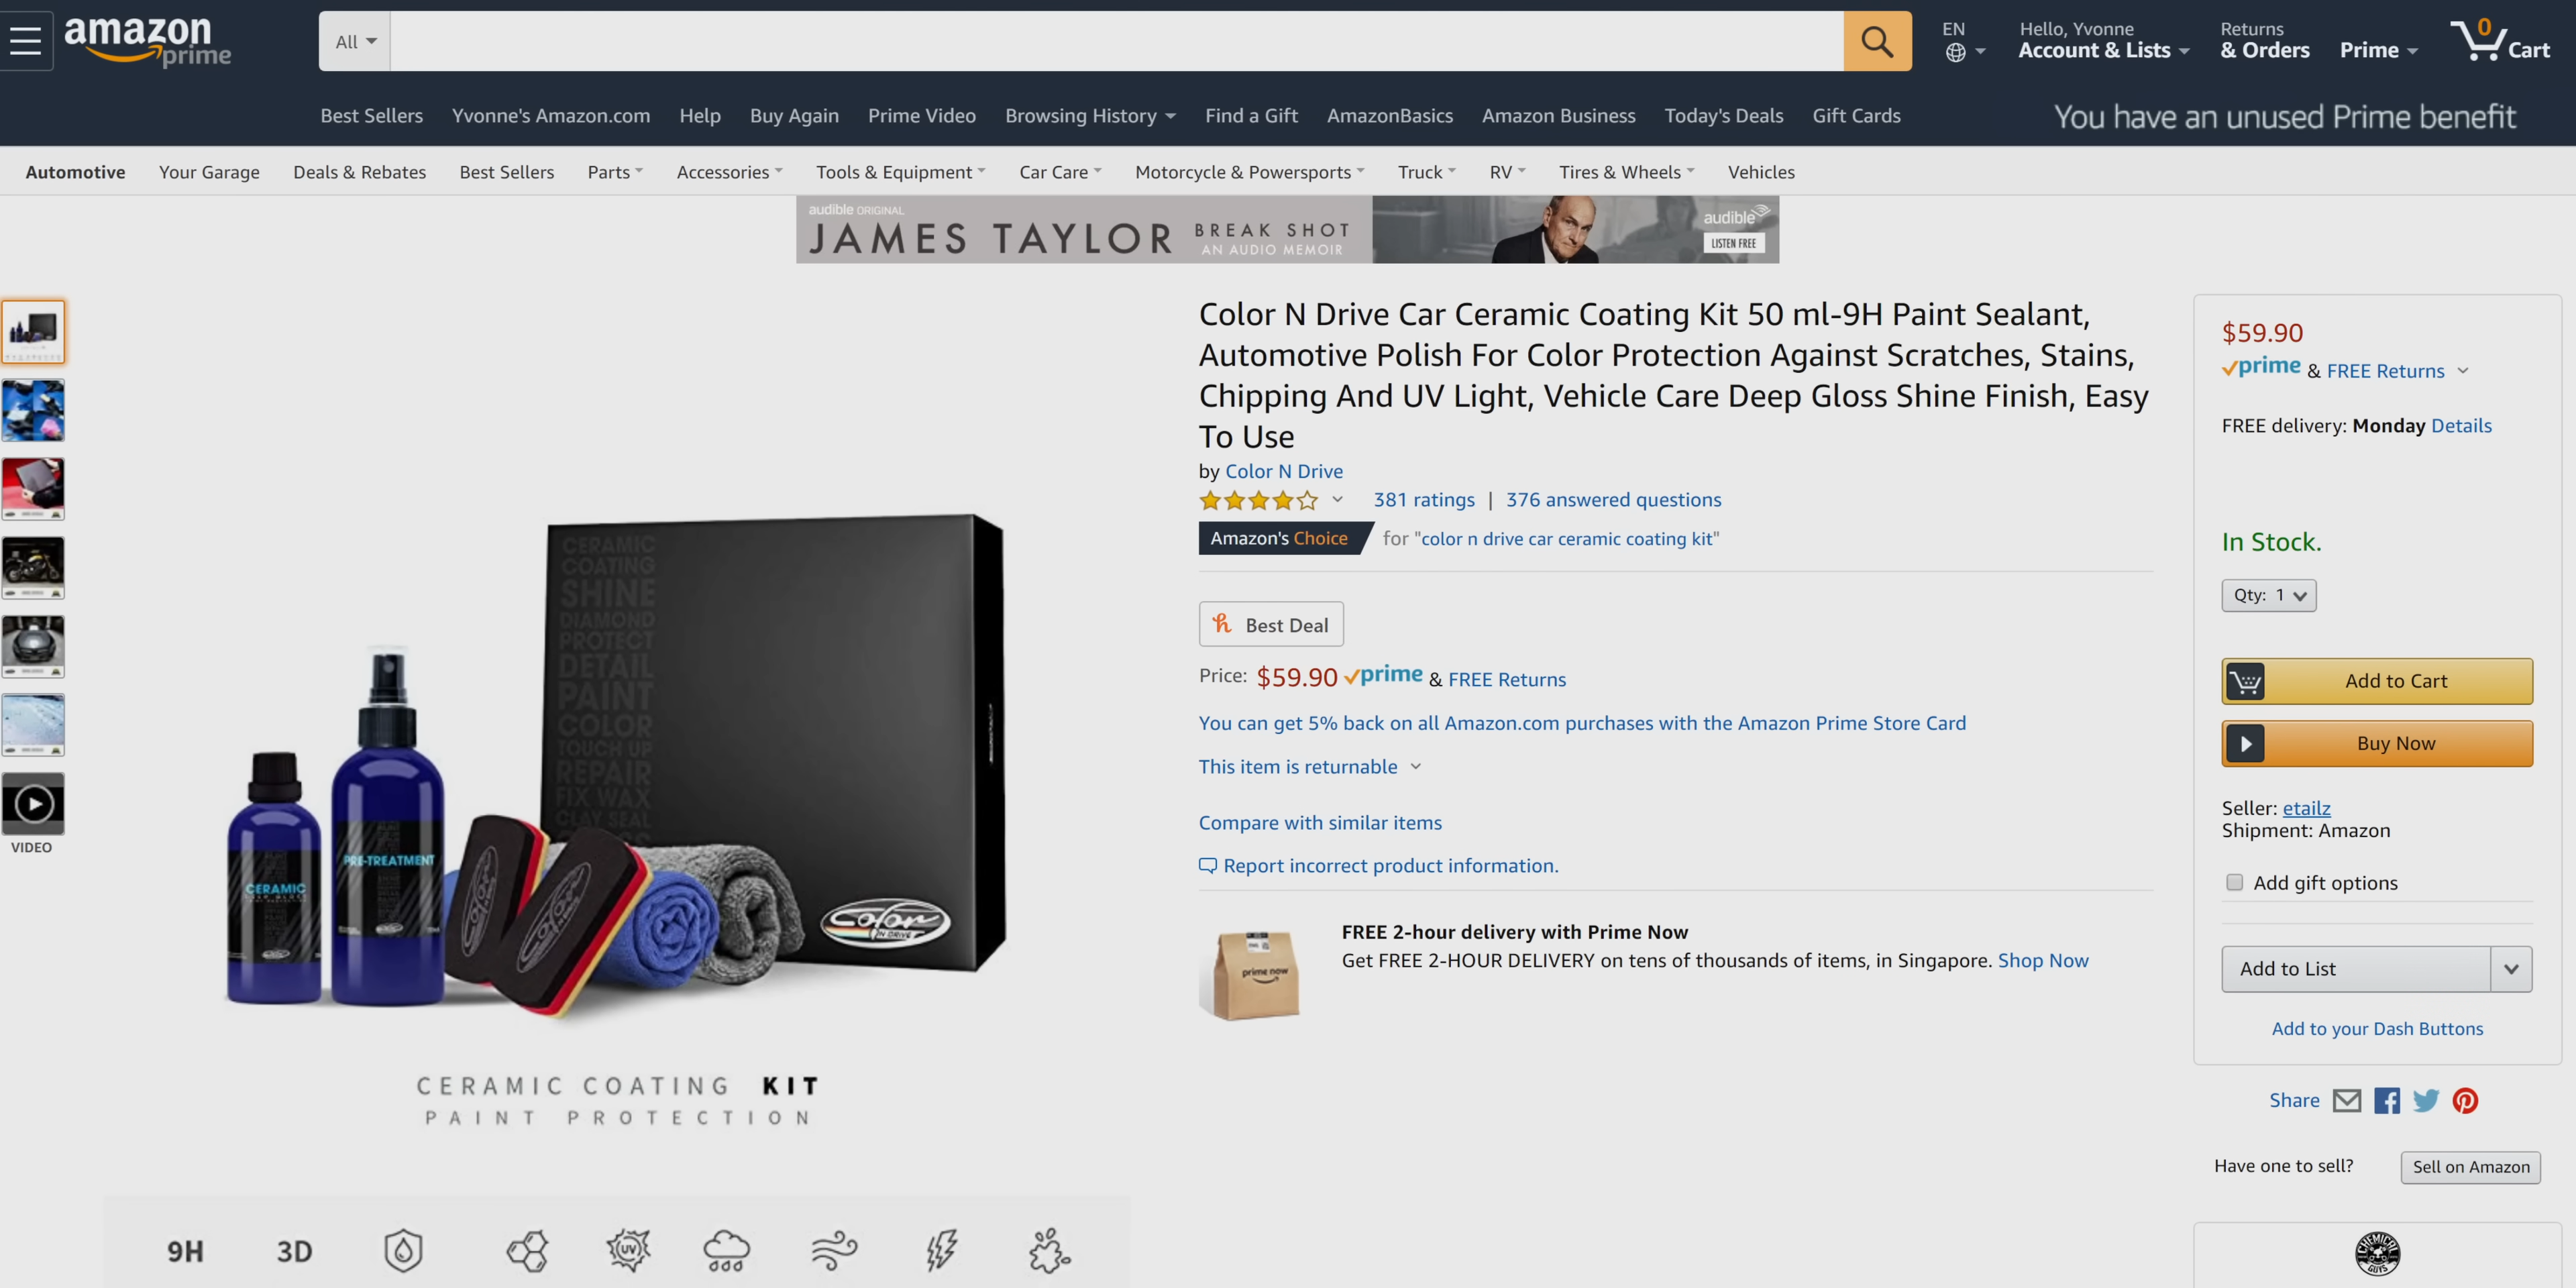 amazon prime
All
EN
Hello, Yvonne
Account & Lists
Returns
& Orders
Prime
0
Cart
Best Sellers
Yvonne's Amazon.com
Help
Buy Again
Prime Video
Browsing History
Find a Gift
AmazonBasics
Amazon Business
Today's Deals
Gift Cards
You have an unused Prime benefit
Automotive
Your Garage
Deals & Rebates
Best Sellers
Parts
Accessories
Tools & Equipment
Car Care
Motorcycle & Powersports
Truck
RV
Tires & Wheels
Vehicles
audible ORIGINAL
JAMES TAYLOR
BREAK SHOT
AN AUDIO MEMOIR
audible
LISTEN FREE
VIDEO
CERAMIC
COATING
SHINE
DIAMOND
PROTECT
DETAIL
PAINT
COLOR
TOUCH UP
REPAIR
FIX WAX
CLAY SEAL
CERAMIC
PRE-TREATMENT
Color
Color
Color
N DRIVE
CERAMIC COATING KIT
PAINT PROTECTION
9H
3D
UV
Color N Drive Car Ceramic Coating Kit 50 ml-9H Paint Sealant,
Automotive Polish For Color Protection Against Scratches, Stains,
Chipping And UV Light, Vehicle Care Deep Gloss Shine Finish, Easy
To Use
by Color N Drive
381 ratings | 376 answered questions
Amazon's Choice for "color n drive car ceramic coating kit"
h Best Deal
Price: $59.90 prime & FREE Returns
You can get 5% back on all Amazon.com purchases with the Amazon Prime Store Card
This item is returnable
Compare with similar items
Report incorrect product information.
prime now
FREE 2-hour delivery with Prime Now
Get FREE 2-HOUR DELIVERY on tens of thousands of items, in Singapore. Shop Now
$59.90
prime & FREE Returns
FREE delivery: Monday Details
In Stock.
Qty: 1
Add to Cart
Buy Now
Seller: etailz
Shipment: Amazon
Add gift options
Add to List
Add to your Dash Buttons
Share
Have one to sell?
Sell on Amazon
CHEMICAL
GUYS